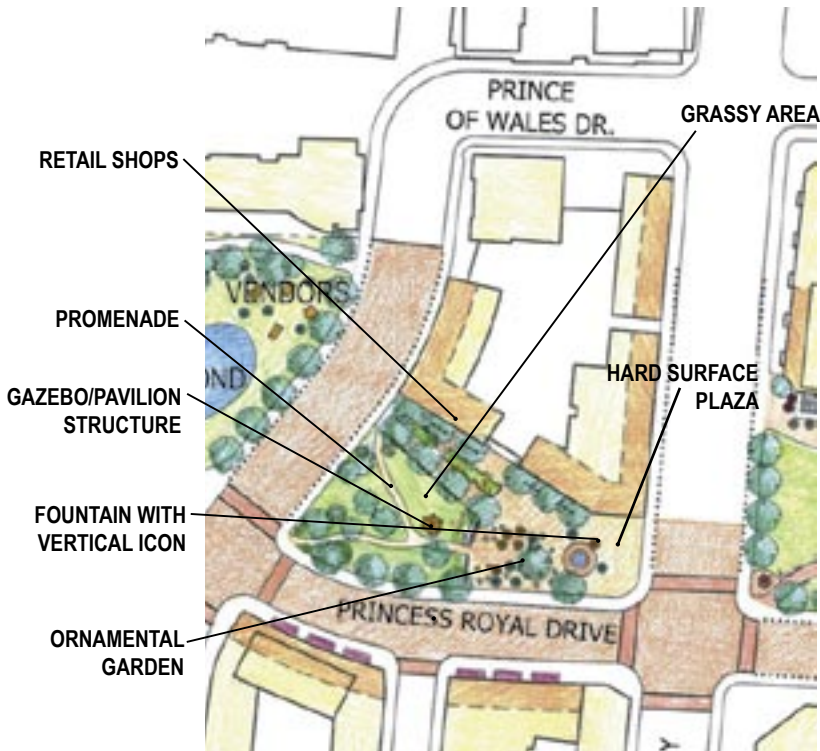 PRINCE
OF WALES DR.
GRASSY AREA
RETAIL SHOPS
VENDORS
PROMENADE
OND
HARD SURFACE
PLAZA
GAZEBO/PAVILION
STRUCTURE
FOUNTAIN WITH
VERTICAL ICON
PRINCESS ROYAL DRIVE
ORNAMENTAL
GARDEN
Y